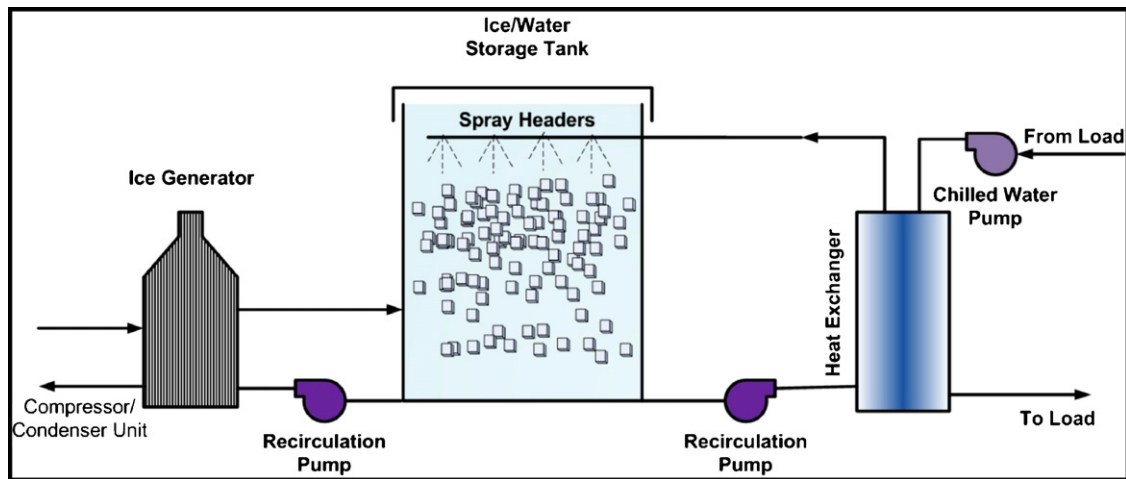 Ice/Water
Storage Tank
Spray Headers
From Load
Ice Generator
Chilled Water
Pump
Heat Exchanger
Compressor/
Condenser Unit
To Load
Recirculation
Pump
Recirculation
Pump